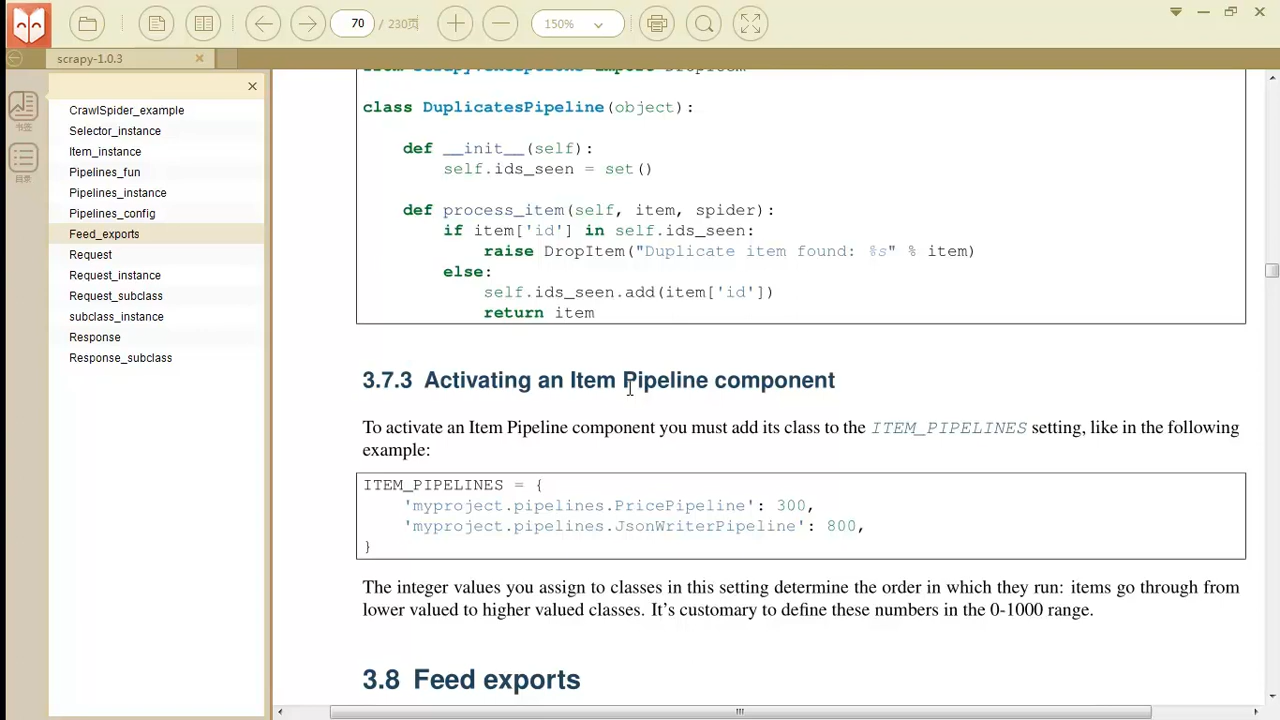 70 / 230页
150%
scrapy-1.0.3
书签
目录
CrawlSpider_example
Selector_instance
Item_instance
Pipelines_fun
Pipelines_instance
Pipelines_config
Feed_exports
Request
Request_instance
Request_subclass
subclass_instance
Response
Response_subclass
class DuplicatesPipeline(object):
def __init__(self):
self.ids_seen = set()
def process_item(self, item, spider):
if item['id'] in self.ids_seen:
raise DropItem("Duplicate item found: %s" % item)
else:
self.ids_seen.add(item['id'])
return item
3.7.3 Activating an Item Pipeline component
To activate an Item Pipeline component you must add its class to the ITEM_PIPELINES setting, like in the following
example:
ITEM_PIPELINES = {
'myproject.pipelines.PricePipeline': 300,
'myproject.pipelines.JsonWriterPipeline': 800,
}
The integer values you assign to classes in this setting determine the order in which they run: items go through from
lower valued to higher valued classes. It's customary to define these numbers in the 0-1000 range.
3.8 Feed exports